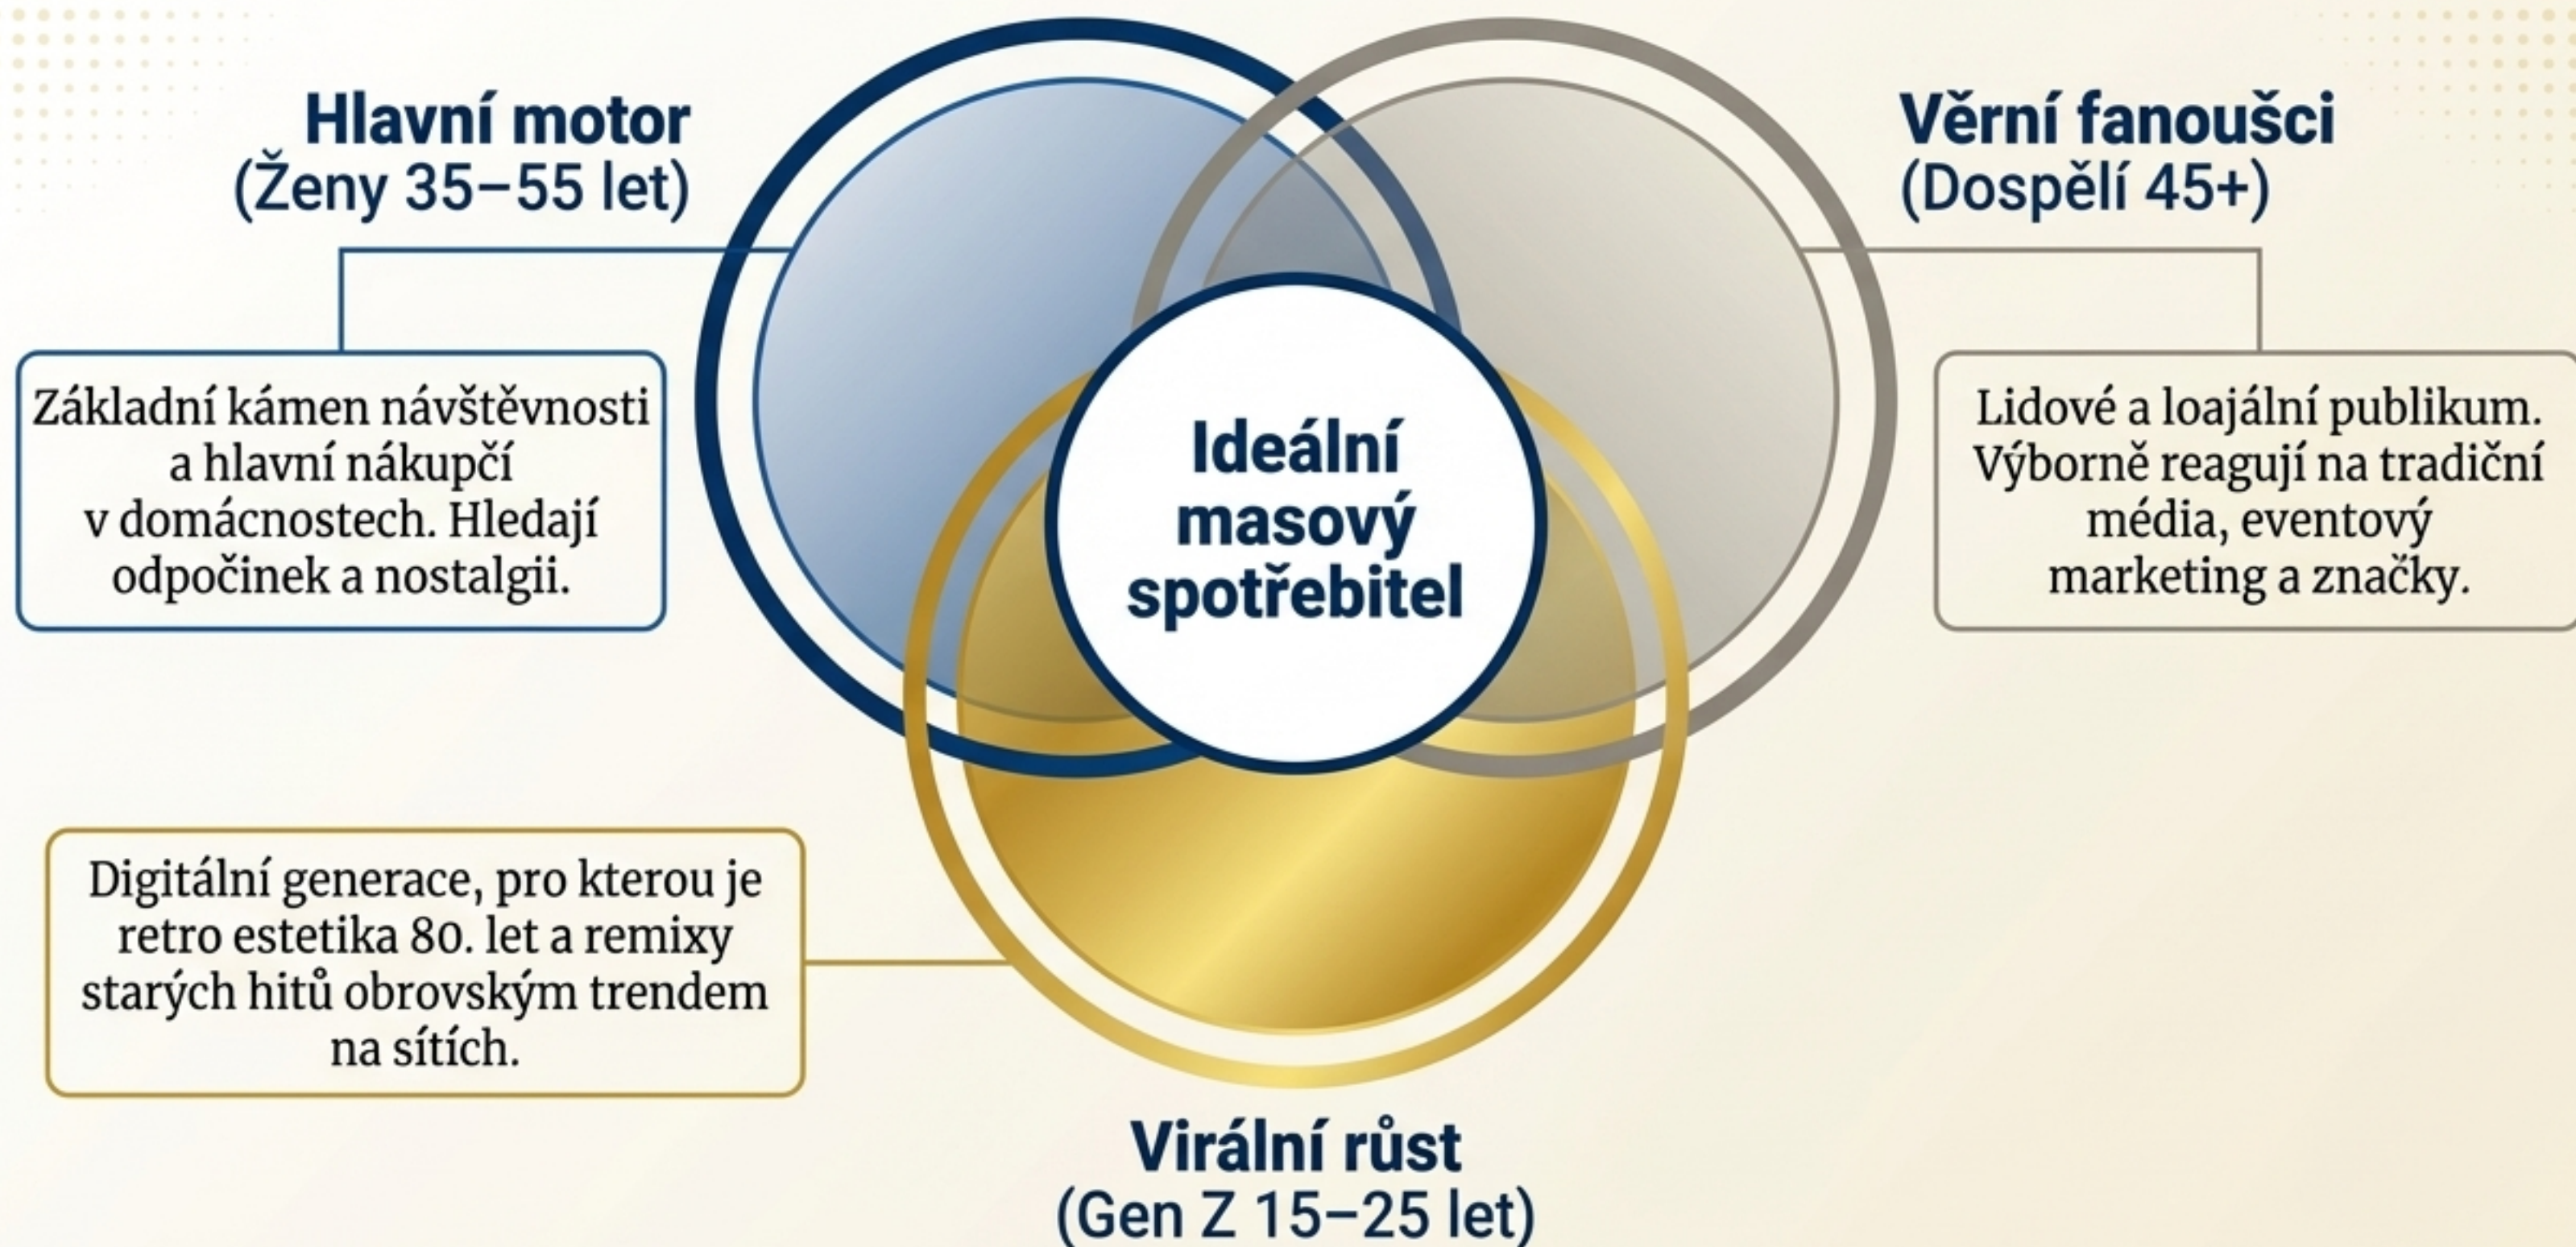 Hlavní motor
(Ženy 35–55 let)
Základní kámen návštěvnosti
a hlavní nákupčí
v domácnostech. Hledají
odpočinek a nostalgii.
Věrní fanoušci
(Dospělí 45+)
Lidové a loajální publikum.
Výborně reagují na tradiční
média, eventový
marketing a značky.
Ideální
masový
spotřebitel
Digitální generace, pro kterou je
retro estetika 80. let a remixy
starých hitů obrovským trendem
na sítích.
Virální růst
(Gen Z 15–25 let)